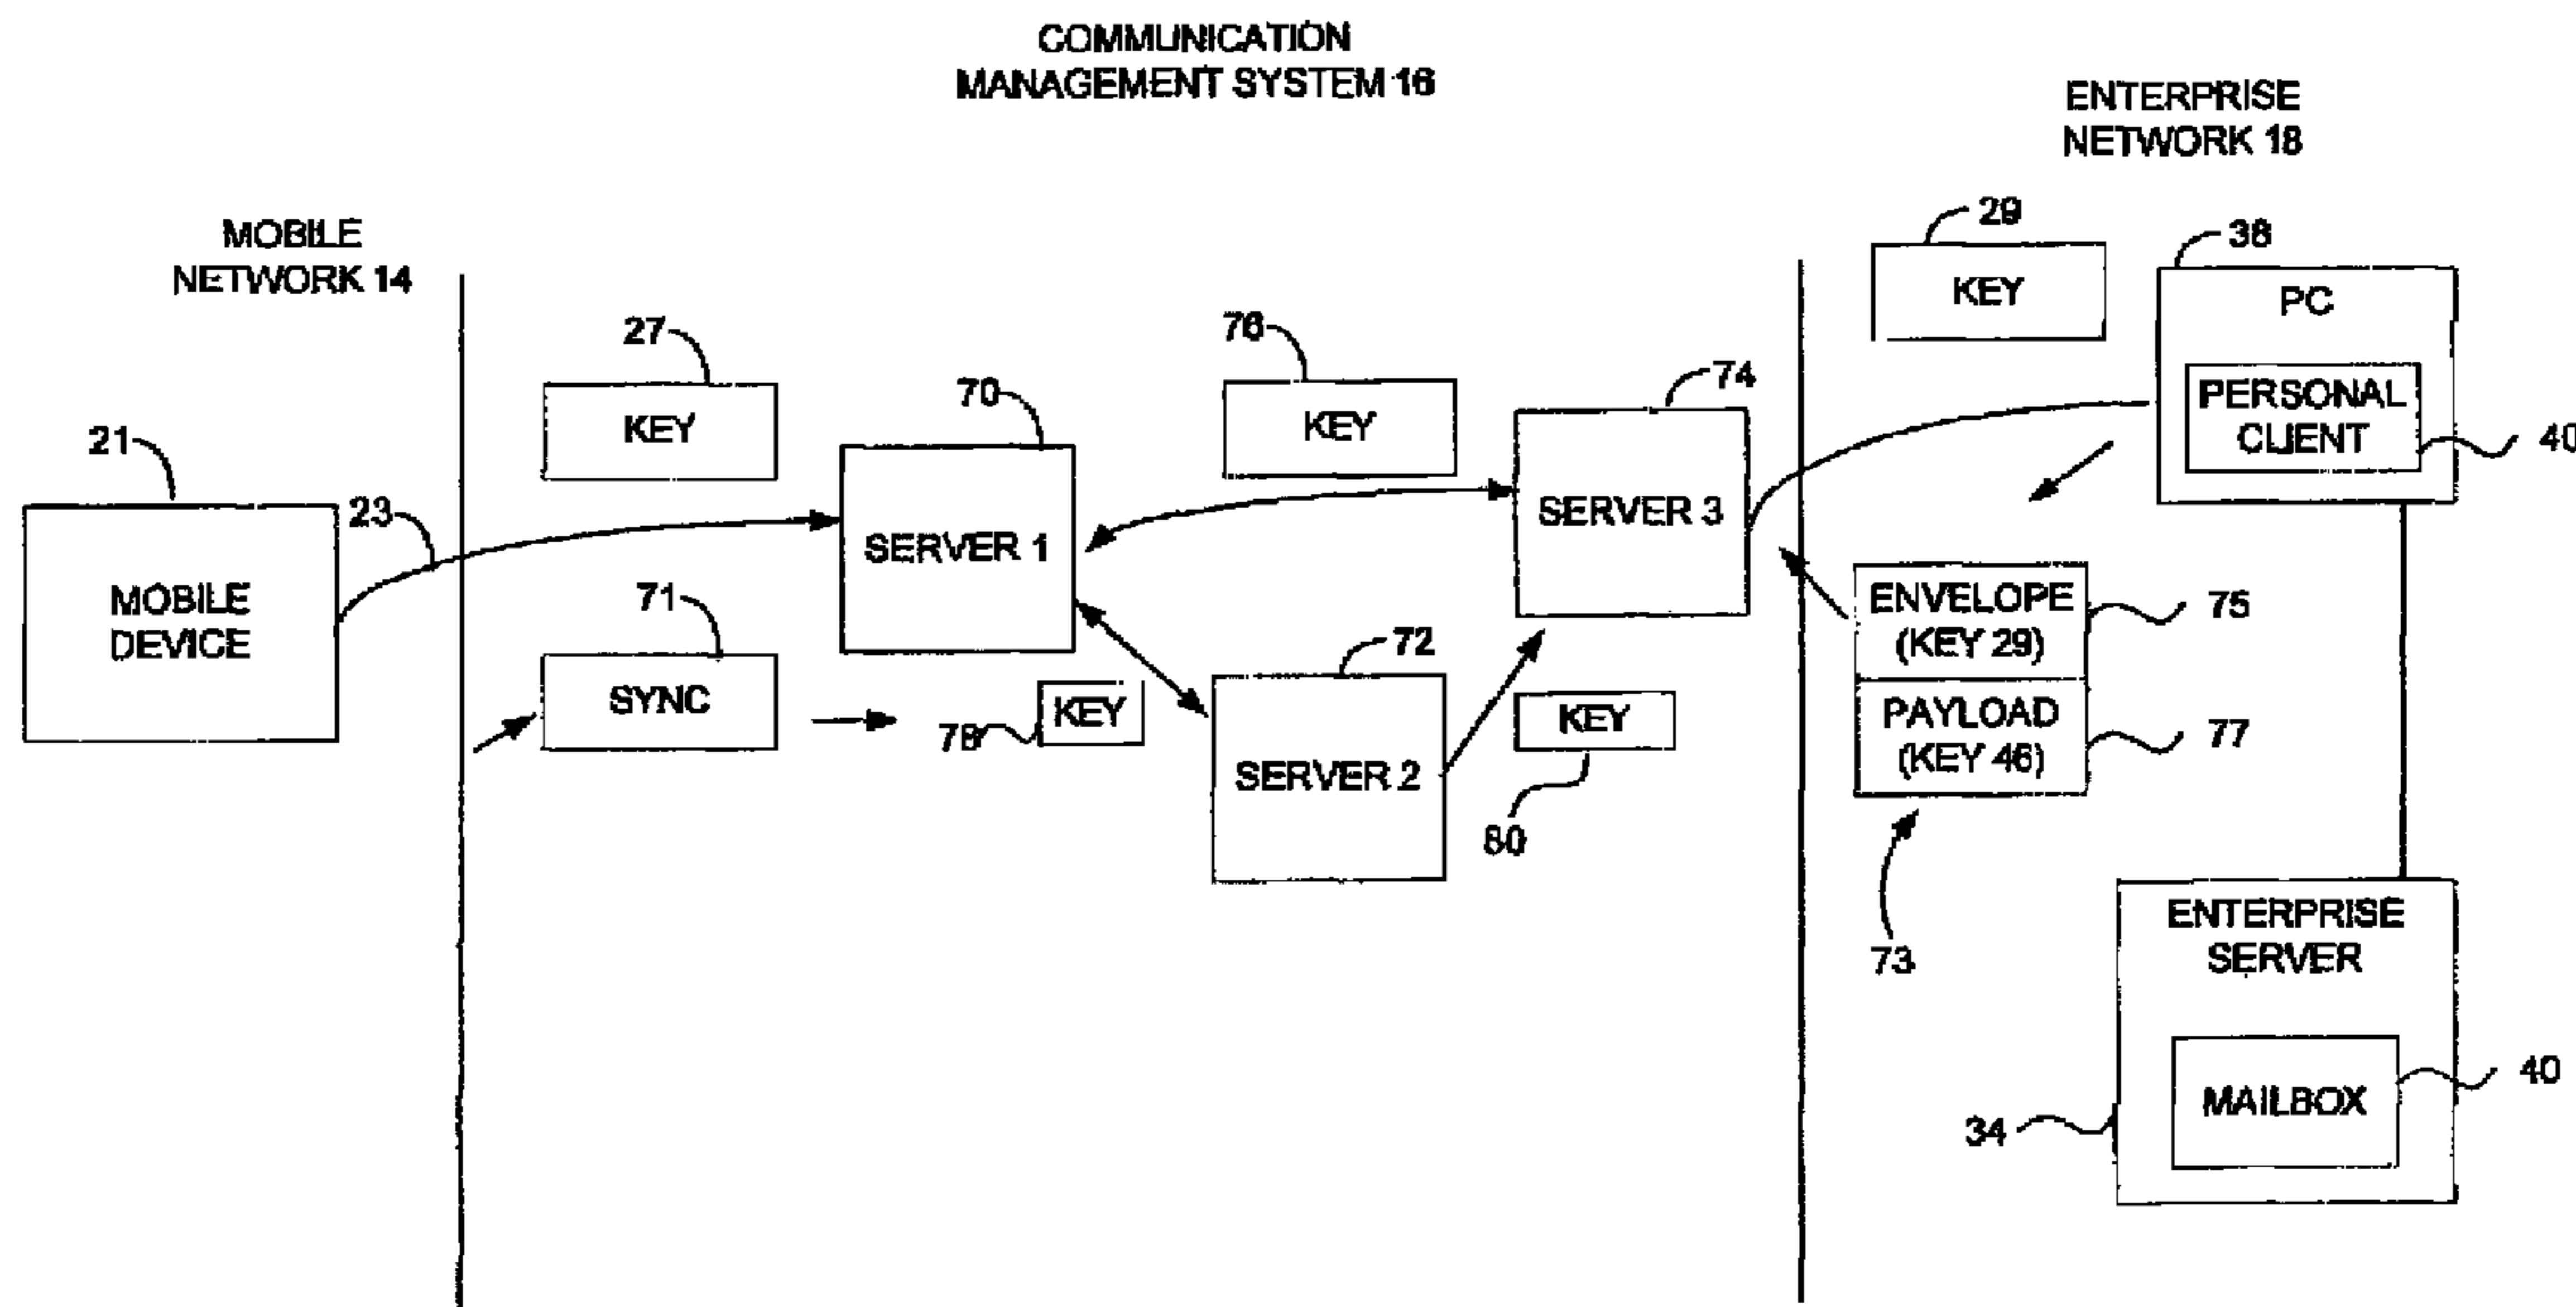 COMMUNICATION
MANAGEMENT SYSTEM 16
ENTERPRISE
NETWORK 18
MOBILE
NETWORK 14
29
KEY
38
PC
PERSONAL
CLIENT
40
27
KEY
76
KEY
70
74
21
23
MOBILE
DEVICE
SERVER 1
SERVER 3
71
SYNC
78
KEY
72
SERVER 2
KEY
80
ENVELOPE
(KEY 29)
75
PAYLOAD
(KEY 46)
77
73
ENTERPRISE
SERVER
MAILBOX
40
34